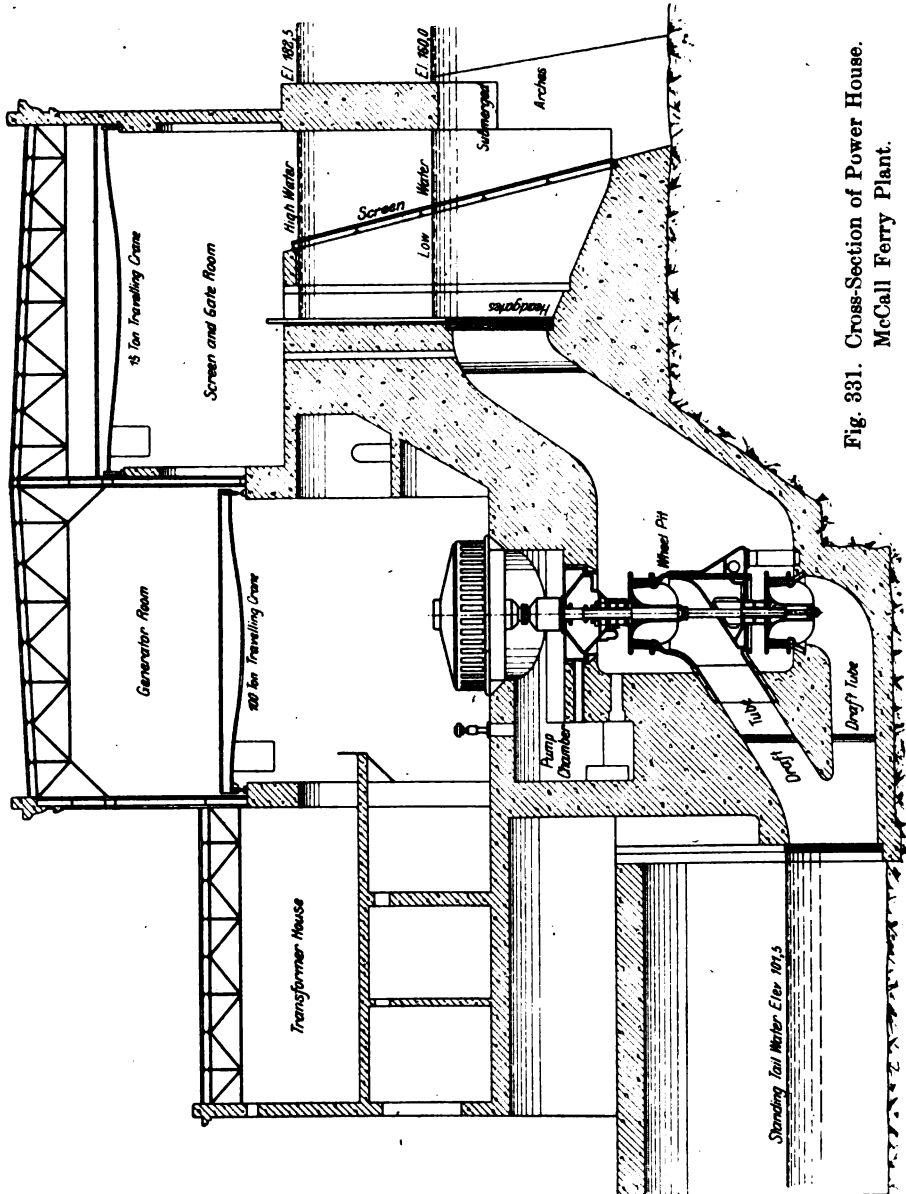 15 Ton Travelling Crane
Screen and Gate Room
Generator Room
100 Ton Travelling Crane
Transformer House
High Water
El 182,5
Low Water
El 160,0
Screen
Submerged
Arches
Headgates
Wheel Pit
Pump
Chamber
Draft Tube
Draft Tube
Standing Tail Water Elev 101,5
Fig. 331. Cross-Section of Power House.
McCall Ferry Plant.